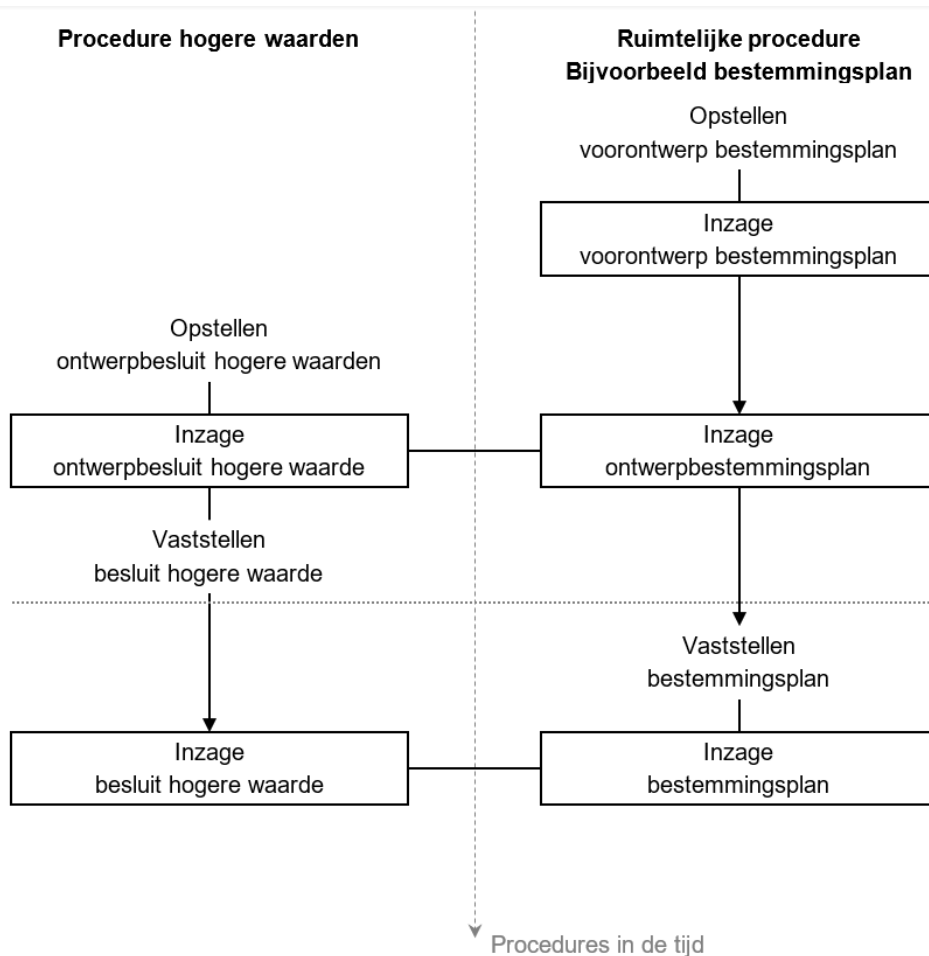 Procedure hogere waarden
Ruimtelijke procedure
Bijvoorbeeld bestemmingsplan
Opstellen
voorontwerp bestemmingsplan
Inzage
voorontwerp bestemmingsplan
Opstellen
ontwerpbesluit hogere waarden
Inzage
ontwerpbesluit hogere waarde
Inzage
ontwerpbestemmingsplan
Vaststellen
besluit hogere waarde
Vaststellen
bestemmingsplan
Inzage
besluit hogere waarde
Inzage
bestemmingsplan
Procedures in de tijd